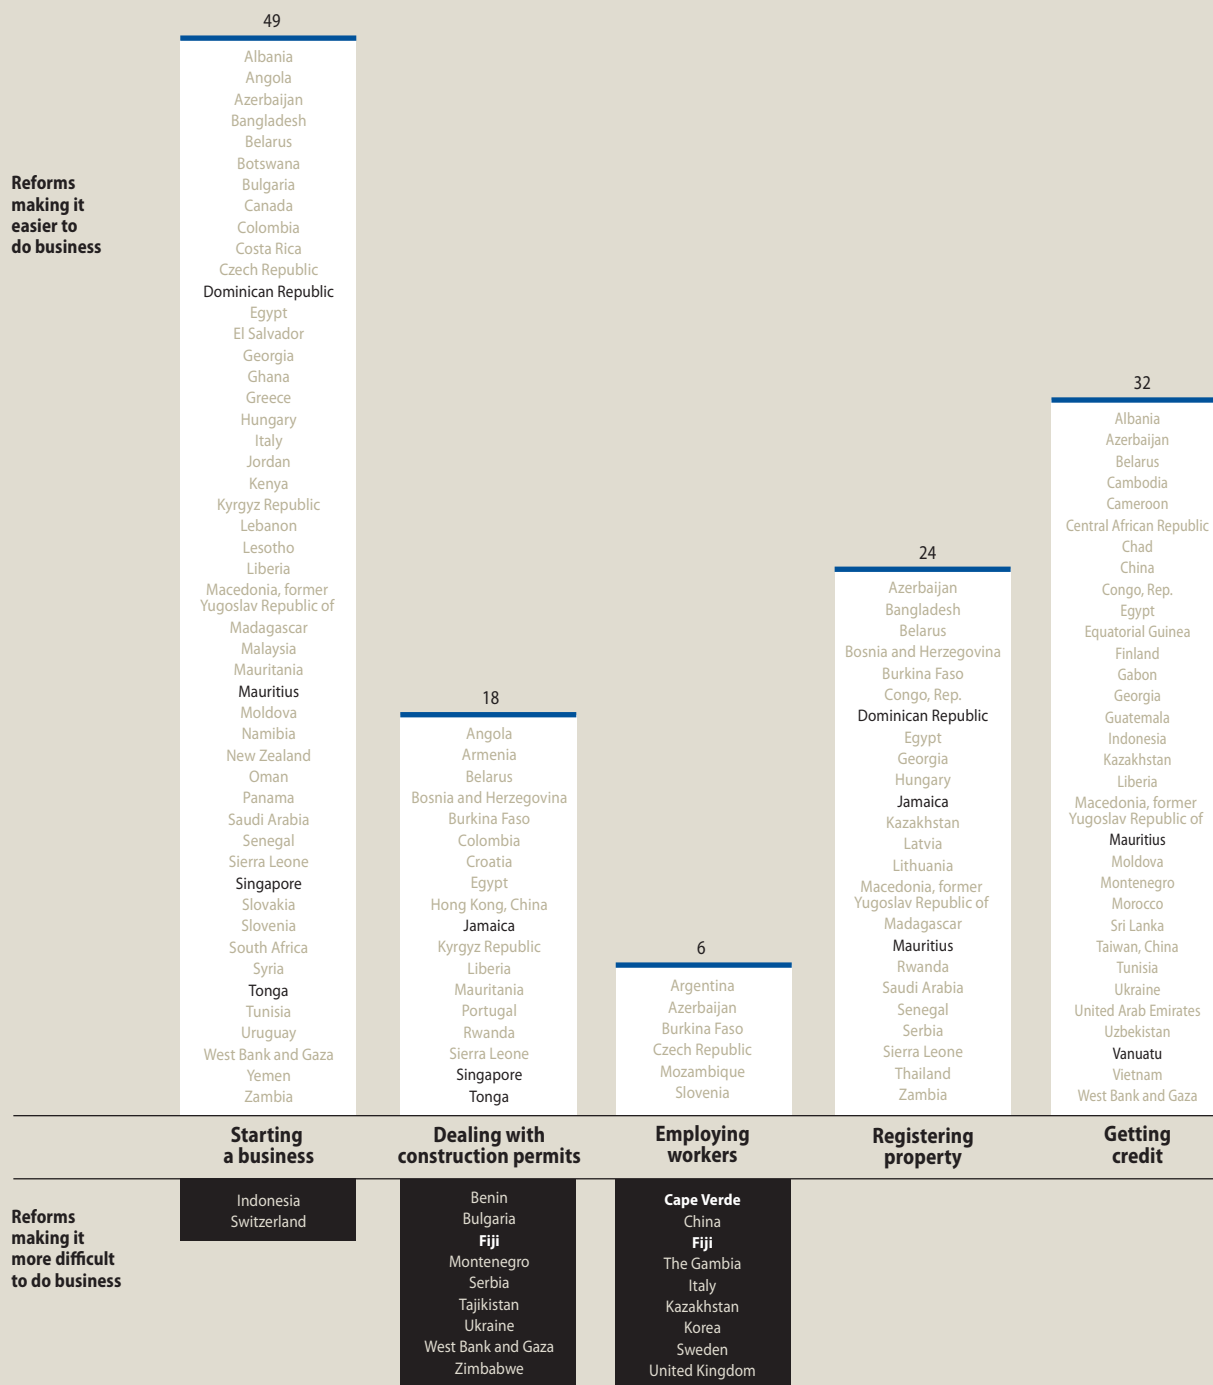 Reforms
making it
easier to
do business
49
Albania
Angola
Azerbaijan
Bangladesh
Belarus
Botswana
Bulgaria
Canada
Colombia
Costa Rica
Czech Republic
Dominican Republic
Egypt
El Salvador
Georgia
Ghana
Greece
Hungary
Italy
Jordan
Kenya
Kyrgyz Republic
Lebanon
Lesotho
Liberia
Macedonia, former
Yugoslav Republic of
Madagascar
Malaysia
Mauritania
Mauritius
Moldova
Namibia
New Zealand
Oman
Panama
Saudi Arabia
Senegal
Sierra Leone
Singapore
Slovakia
Slovenia
South Africa
Syria
Tonga
Tunisia
Uruguay
West Bank and Gaza
Yemen
Zambia
18
Angola
Armenia
Belarus
Bosnia and Herzegovina
Burkina Faso
Colombia
Croatia
Egypt
Hong Kong, China
Jamaica
Kyrgyz Republic
Liberia
Mauritania
Portugal
Rwanda
Sierra Leone
Singapore
Tonga
6
Argentina
Azerbaijan
Burkina Faso
Czech Republic
Mozambique
Slovenia
24
Azerbaijan
Bangladesh
Belarus
Bosnia and Herzegovina
Burkina Faso
Congo, Rep.
Dominican Republic
Egypt
Georgia
Hungary
Jamaica
Kazakhstan
Latvia
Lithuania
Macedonia, former
Yugoslav Republic of
Madagascar
Mauritius
Rwanda
Saudi Arabia
Senegal
Serbia
Sierra Leone
Thailand
Zambia
32
Albania
Azerbaijan
Belarus
Cambodia
Cameroon
Central African Republic
Chad
China
Congo, Rep.
Egypt
Equatorial Guinea
Finland
Gabon
Georgia
Guatemala
Indonesia
Kazakhstan
Liberia
Macedonia, former
Yugoslav Republic of
Mauritius
Moldova
Montenegro
Morocco
Sri Lanka
Taiwan, China
Tunisia
Ukraine
United Arab Emirates
Uzbekistan
Vanuatu
Vietnam
West Bank and Gaza
Starting
a business
Dealing with
construction permits
Employing
workers
Registering
property
Getting
credit
Reforms
making it
more difficult
to do business
Indonesia
Switzerland
Benin
Bulgaria
Fiji
Montenegro
Serbia
Tajikistan
Ukraine
West Bank and Gaza
Zimbabwe
Cape Verde
China
Fiji
The Gambia
Italy
Kazakhstan
Korea
Sweden
United Kingdom